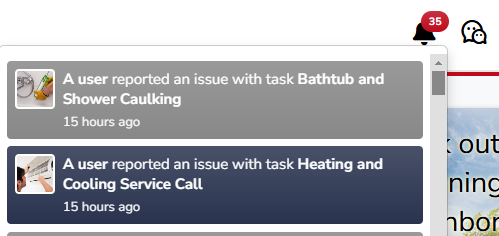 35
A user reported an issue with task Bathtub and
Shower Caulking
15 hours ago
A user reported an issue with task Heating and
Cooling Service Call
15 hours ago
out